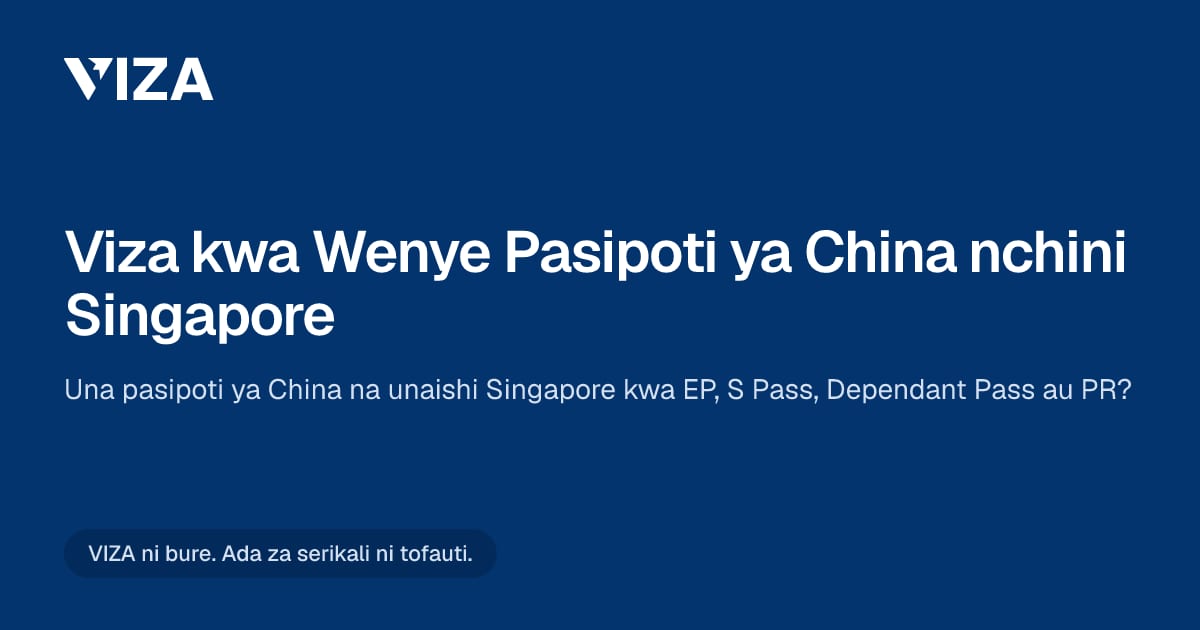 VIZA
Viza kwa Wenye Pasipoti ya China nchini
Singapore
Una pasipoti ya China na unaishi Singapore kwa EP, S Pass, Dependant Pass au PR?
VIZA ni bure. Ada za serikali ni tofauti.